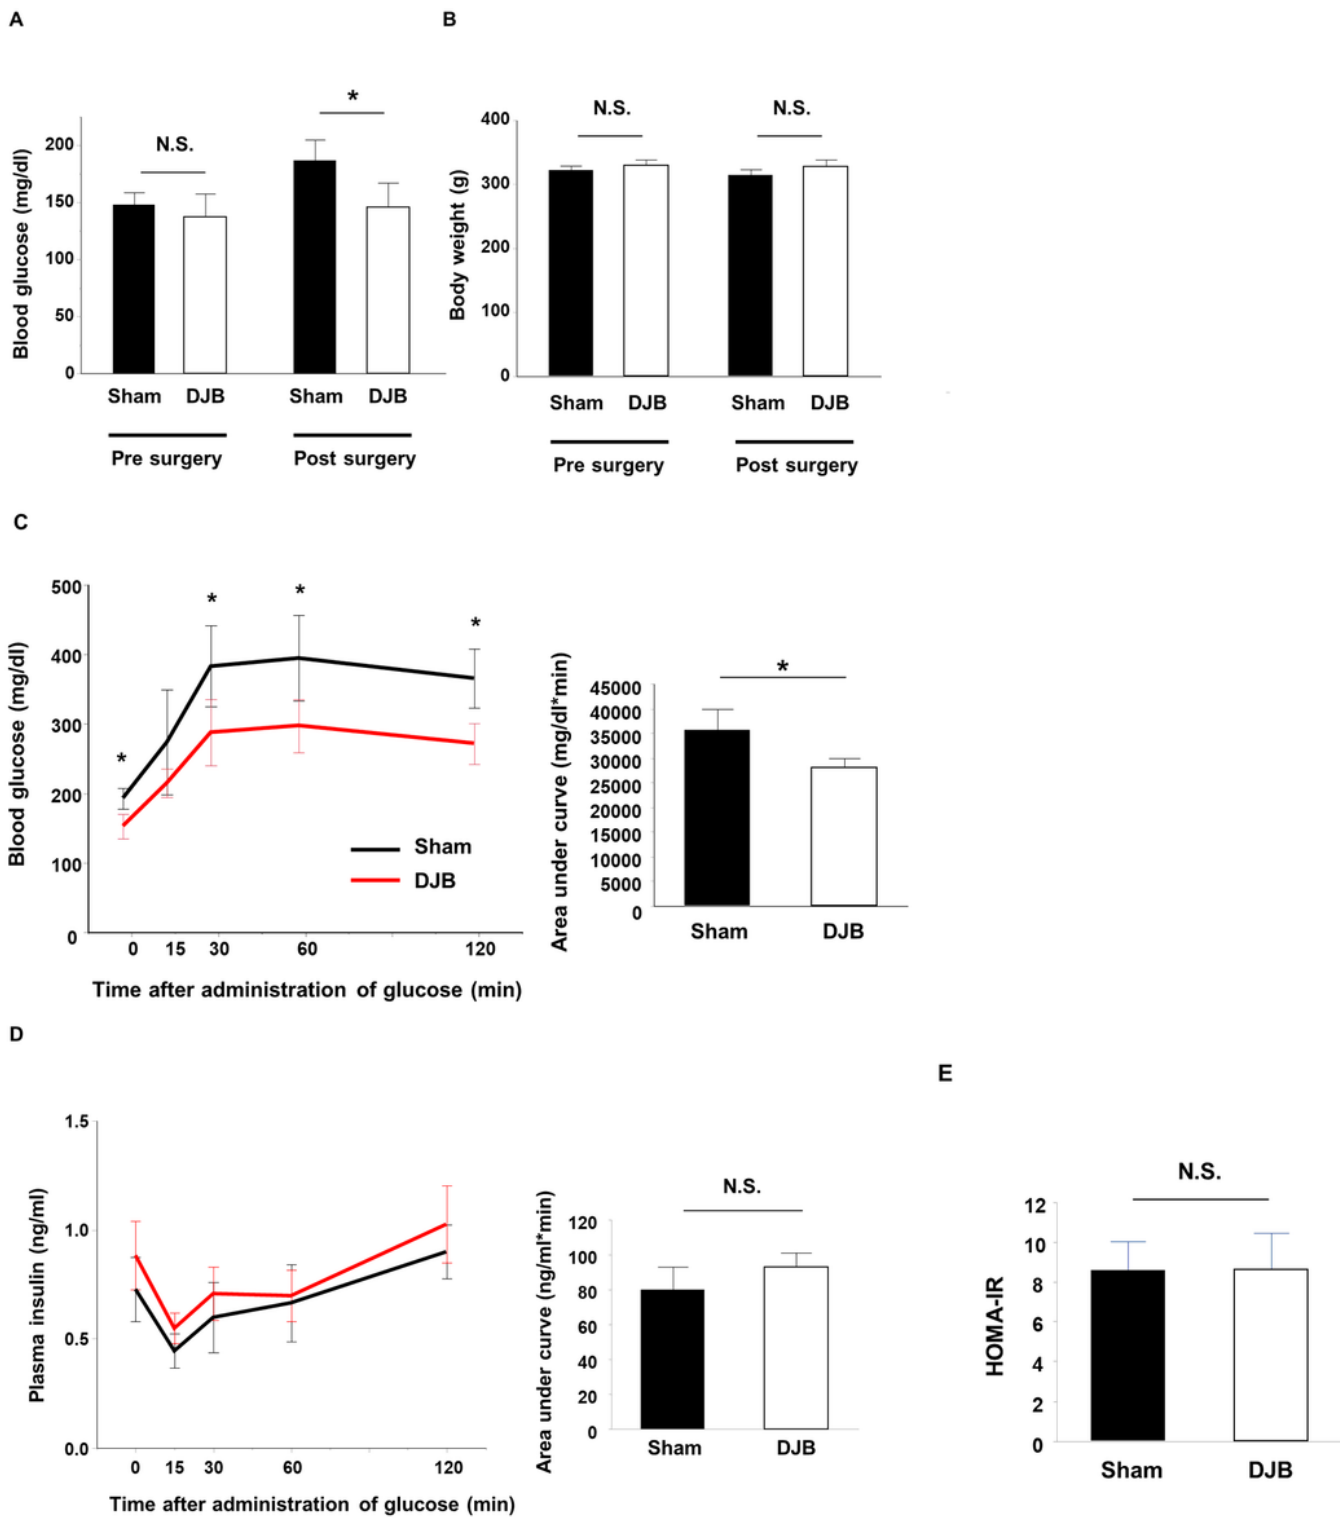 A
B
Blood glucose (mg/dl)
200
150
100
50
0
N.S.
*
Sham DJB Sham DJB
Pre surgery Post surgery
Body weight (g)
400
300
200
100
0
N.S.
N.S.
Sham DJB Sham DJB
Pre surgery Post surgery
C
Blood glucose (mg/dl)
500
400
300
200
100
0
*
*
*
*
Sham
DJB
0 15 30 60 120
Time after administration of glucose (min)
Area under curve (mg/dl*min)
45000
40000
35000
30000
25000
20000
15000
10000
5000
0
*
Sham DJB
D
Plasma insulin (ng/ml)
1.5
1.0
0.5
0.0
0 15 30 60 120
Time after administration of glucose (min)
Area under curve (ng/ml*min)
120
100
80
60
40
20
0
N.S.
Sham DJB
E
HOMA-IR
12
10
8
6
4
2
0
N.S.
Sham DJB